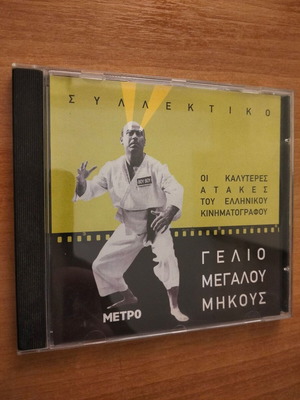 ΣΥΛΛΕΚΤΙΚΟ
ΟΙ ΚΑΛΥΤΕΡΕΣ
ΑΤΑΚΕΣ
ΤΟΥ ΕΛΛΗΝΙΚΟΥ
ΚΙΝΗΜΑΤΟΓΡΑΦΟΥ
ΓΕΛΙΟ
ΜΕΓΑΛΟΥ
ΜΗΚΟΥΣ
ΜΕΤΡΟ